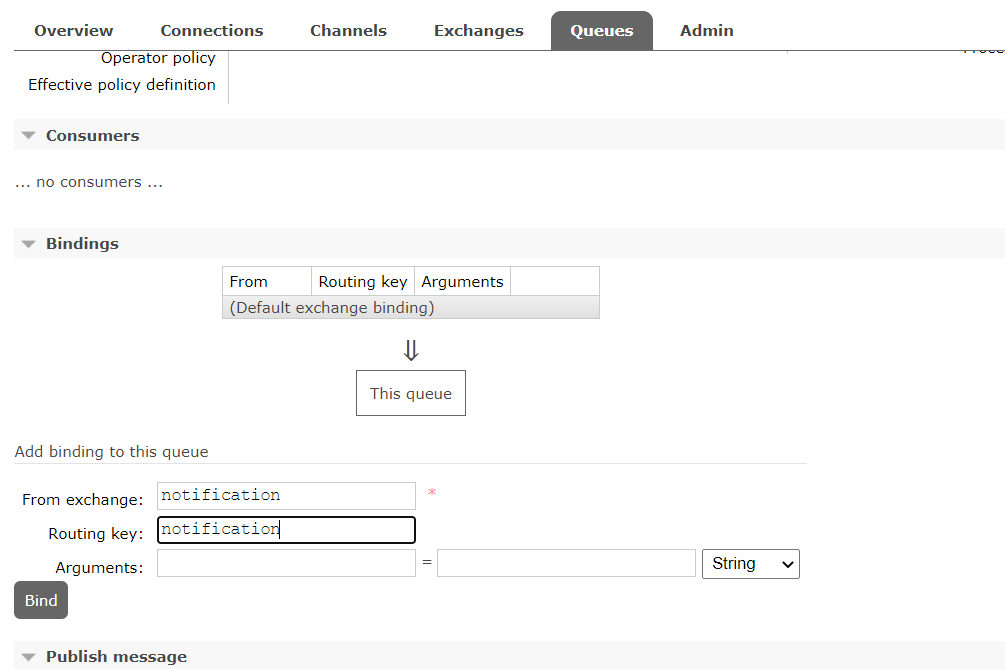 Overview Connections Channels Exchanges Queues Admin
Operator policy
Effective policy definition
Consumers
... no consumers ...
Bindings
From Routing key Arguments
(Default exchange binding)
⇓
This queue
Add binding to this queue
From exchange: notification *
Routing key: notification
Arguments: = String
Bind
Publish message